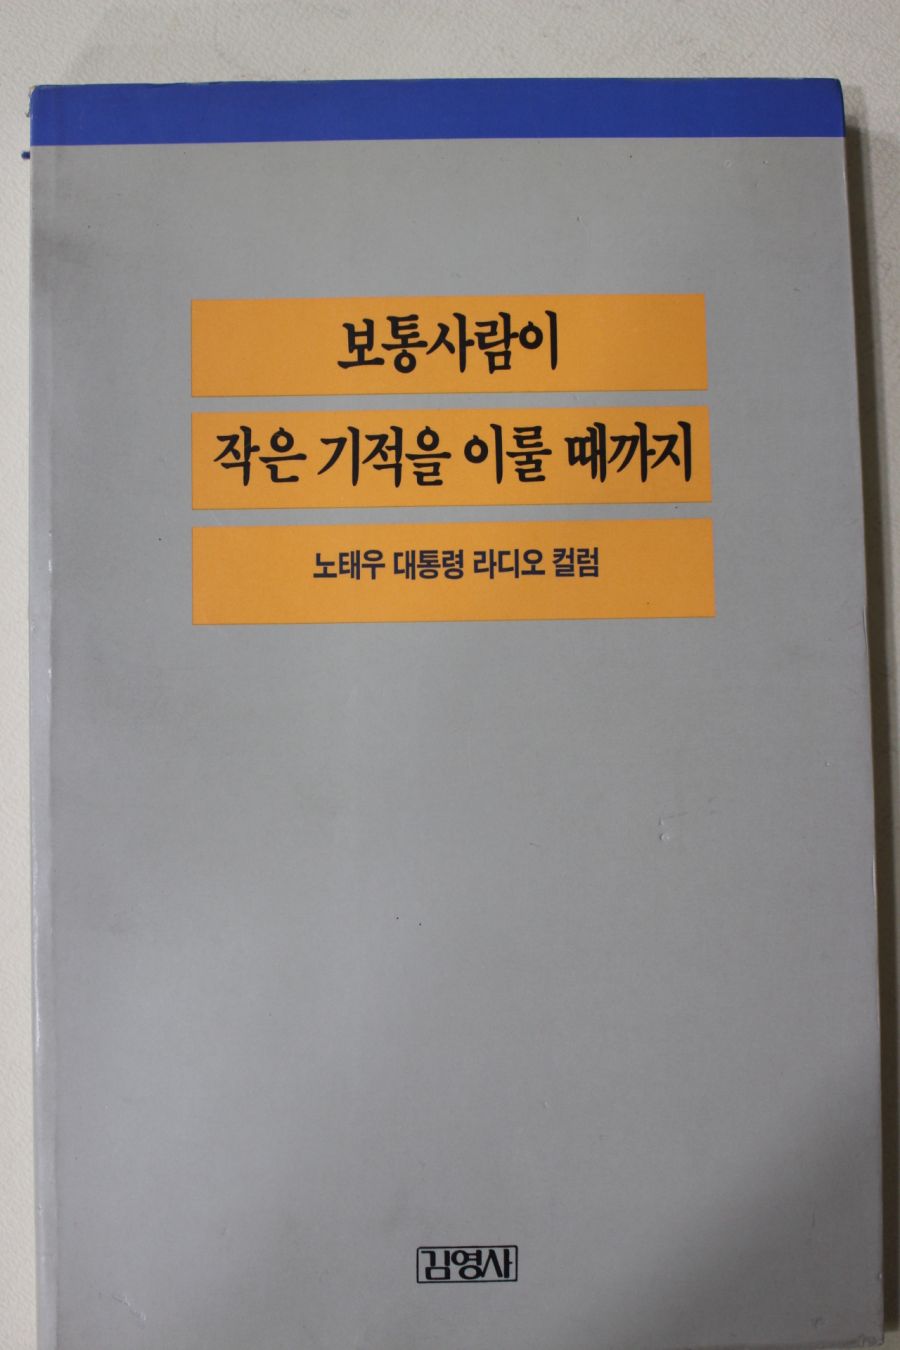 보통사람이
작은 기적을 이룰 때까지
노태우 대통령 라디오 컬럼
김영사